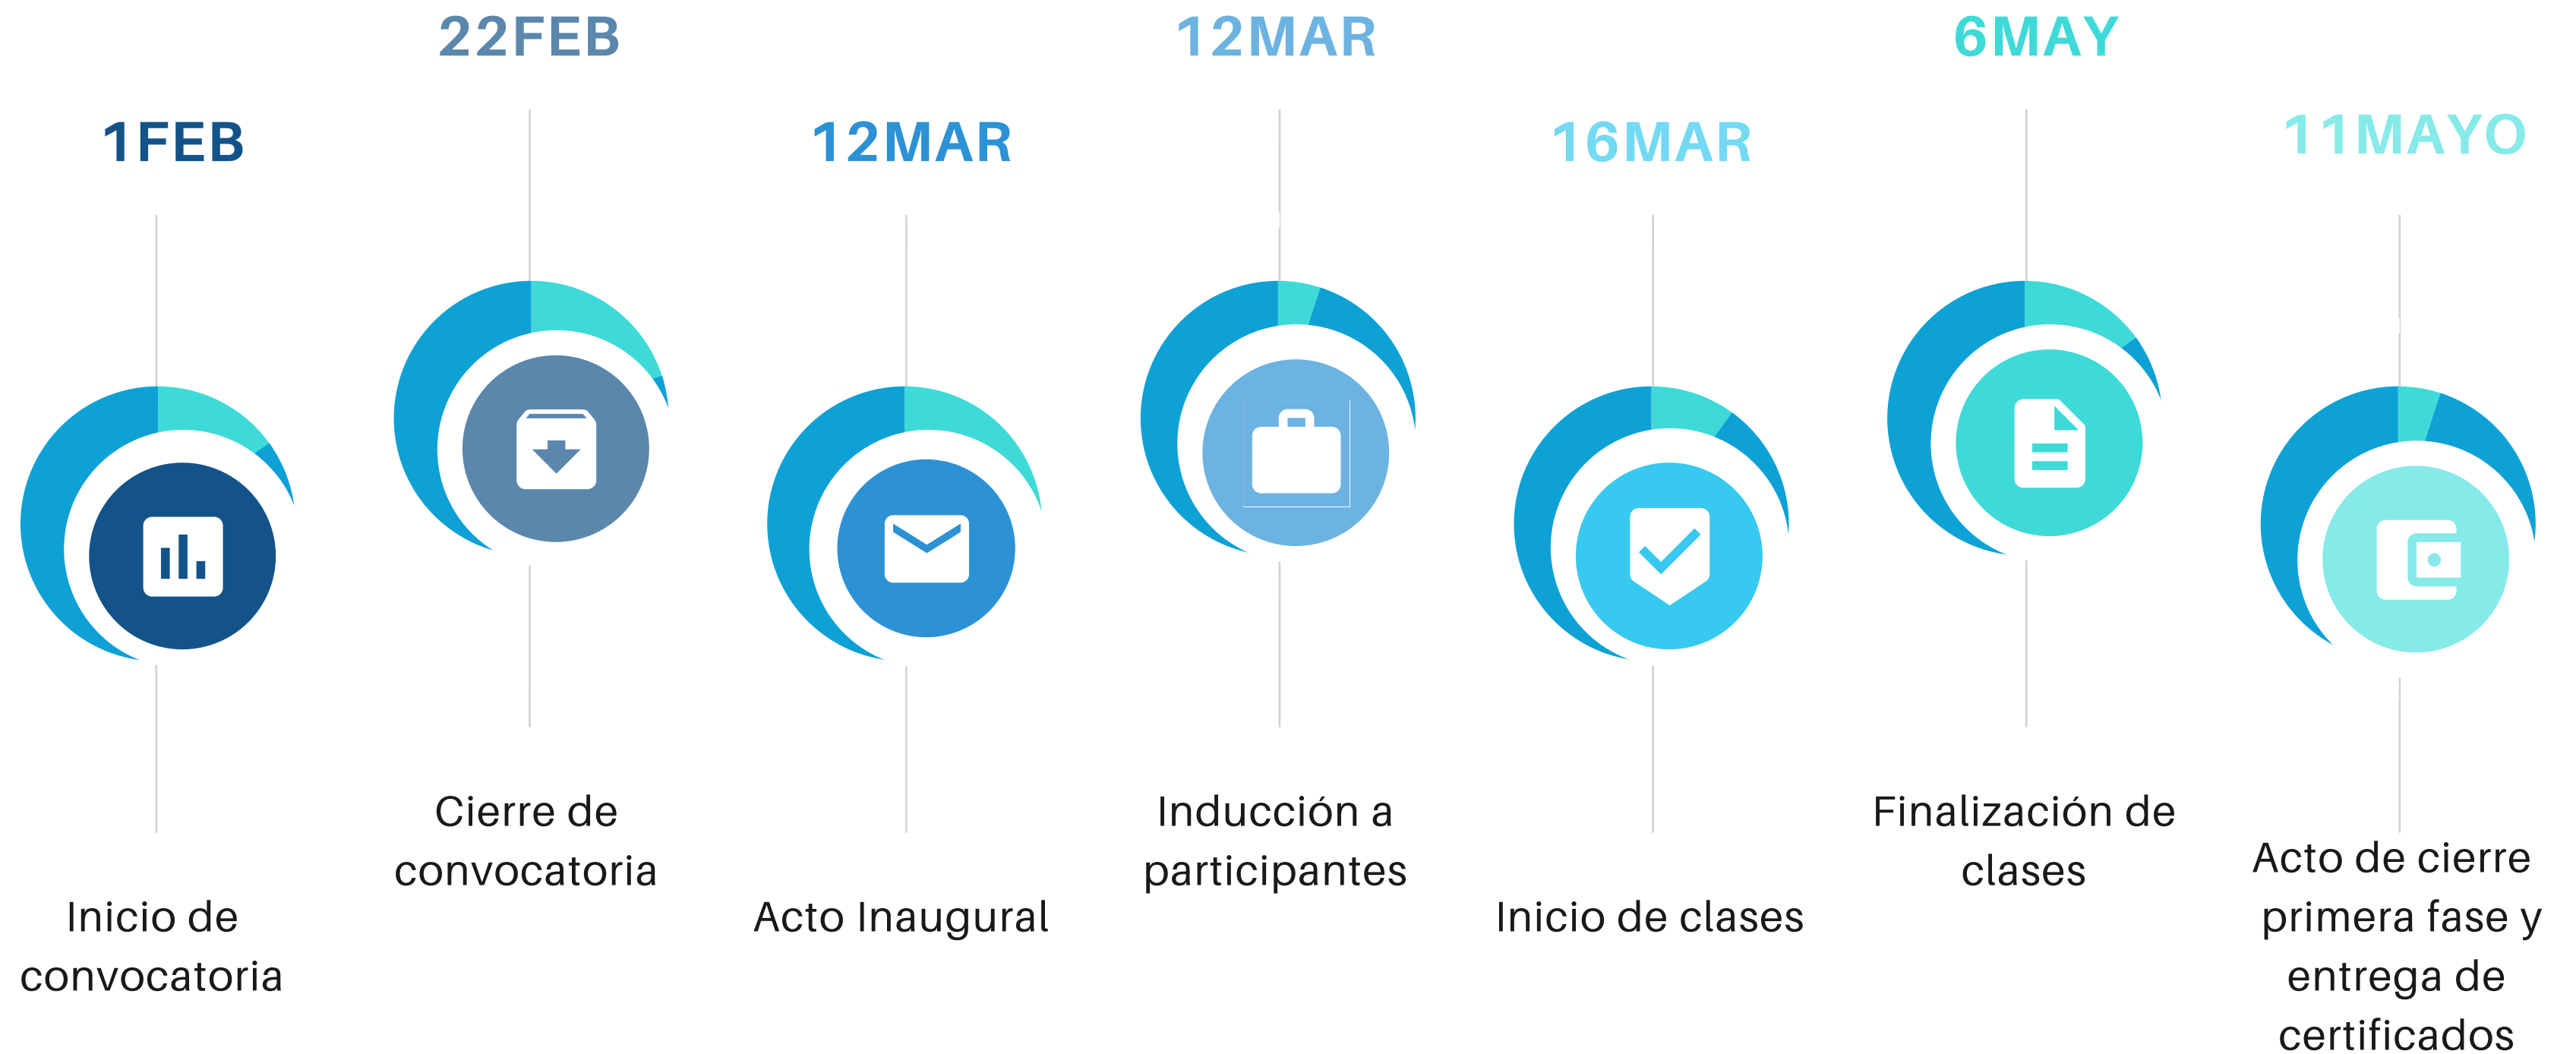 1FEB
Inicio de
convocatoria
22FEB
Cierre de
convocatoria
12MAR
Acto Inaugural
12MAR
Inducción a
participantes
16MAR
Inicio de clases
6MAY
Finalización de
clases
11MAYO
Acto de cierre
primera fase y
entrega de
certificados